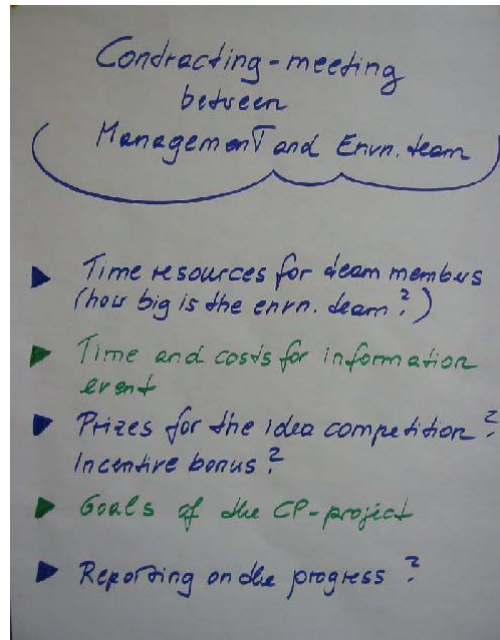 Contracting-meeting
between
Management and Envn. team
Time resources for team members
(how big is the envn. team?)
Time and costs for information
event
Prizes for the idea competition?
Incentive bonus?
Goals of the CP-project
Reporting on the progress?